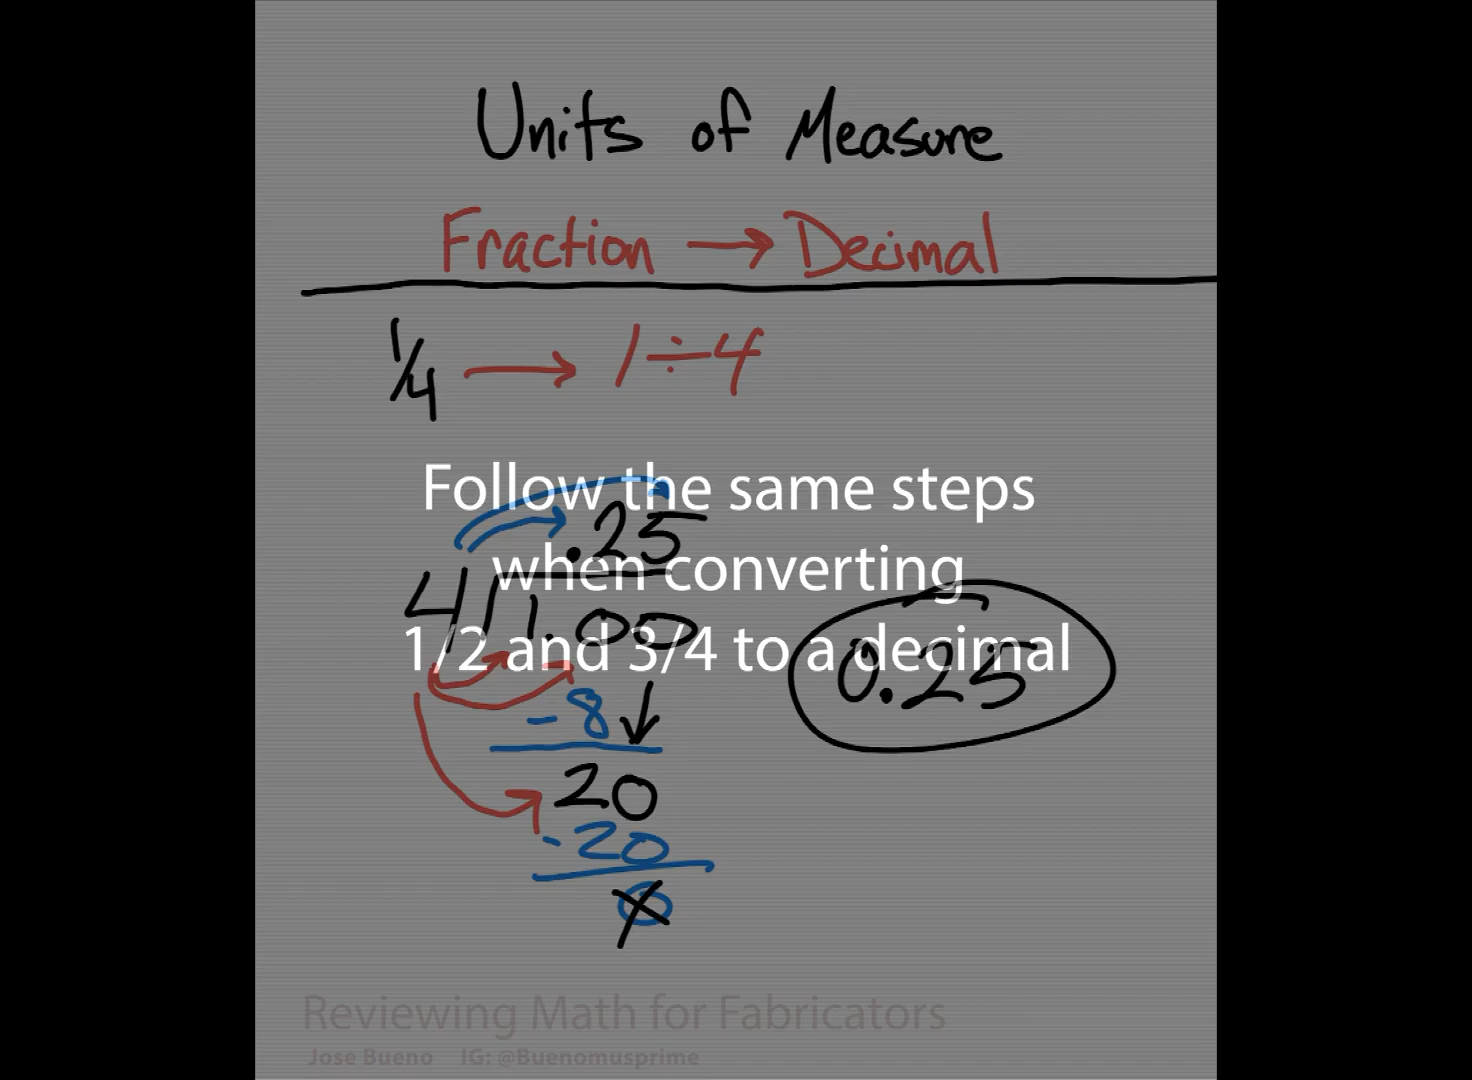 Units of Measure
Fraction → Decimal
1/4 → 1÷4
Follow the same steps
when converting
1/2 and 3/4 to a decimal
.25
4 1.00
0.25
-8
20
-20
0
Reviewing Math for Fabricators
Jose Bueno IG: @Buenomusprime